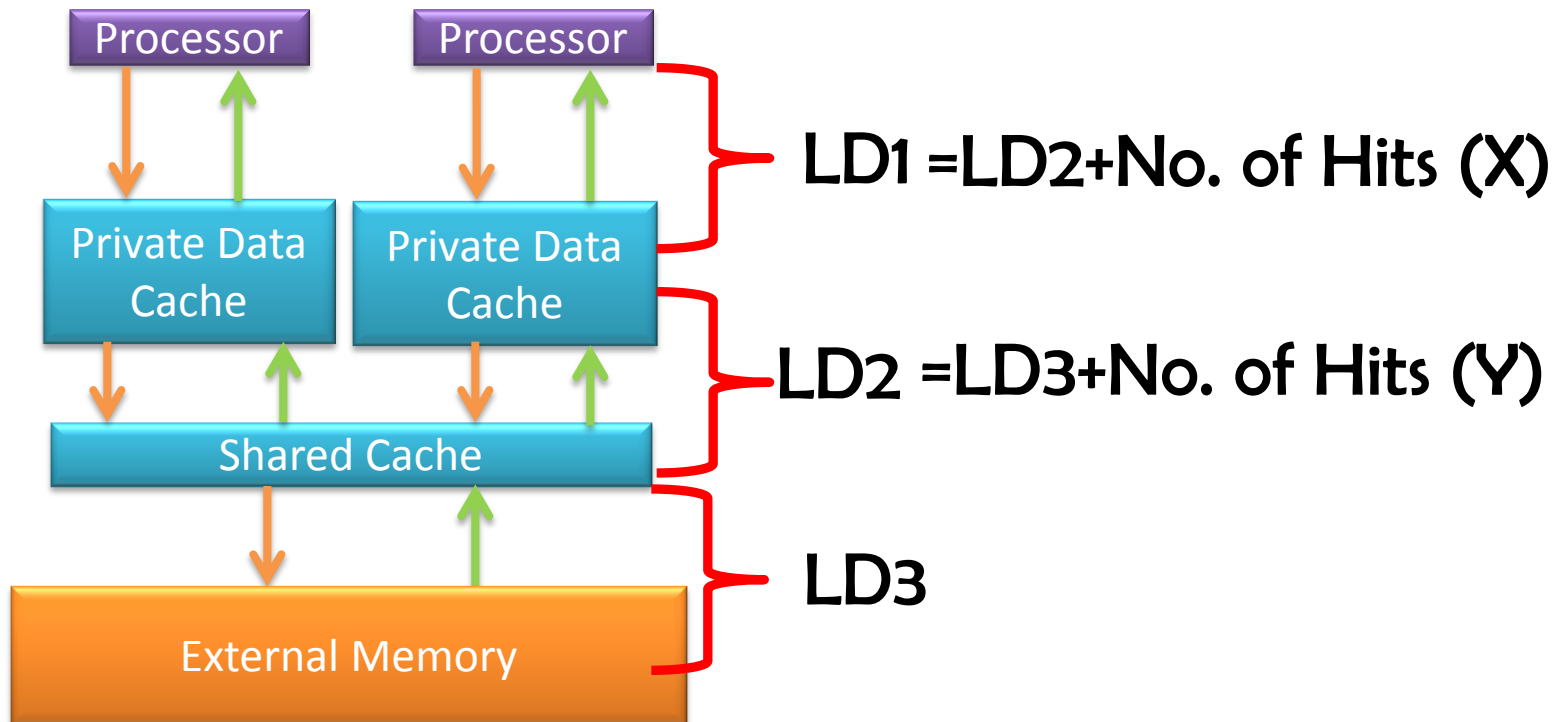 Processor
Processor
LD1 =LD2+No. of Hits (X)
Private Data
Cache
Private Data
Cache
LD2 =LD3+No. of Hits (Y)
Shared Cache
LD3
External Memory